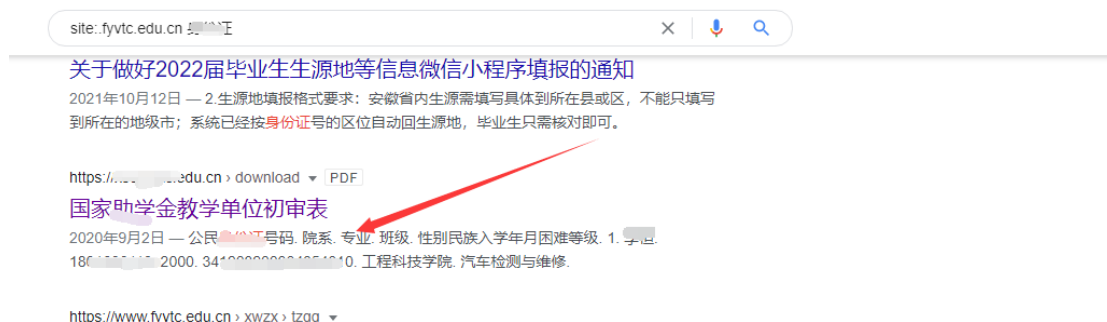 site:.fyvtc.edu.cn 证
关于做好2022届毕业生生源地等信息微信小程序填报的通知
2021年10月12日 — 2.生源地填报格式要求：安徽省内生源需填写具体到所在县或区，不能只填写
到所在的地级市；系统已经按身份证号的区位自动回生源地，毕业生只需核对即可。
https:// .edu.cn › download PDF
国家助学金教学单位初审表
2020年9月2日 — 公民 号码. 院系. 专业. 班级. 性别民族入学年月困难等级. 1.
2000. 工程科技学院. 汽车检测与维修.
https://www.fyvtc.edu.cn › xwzx › tzgg